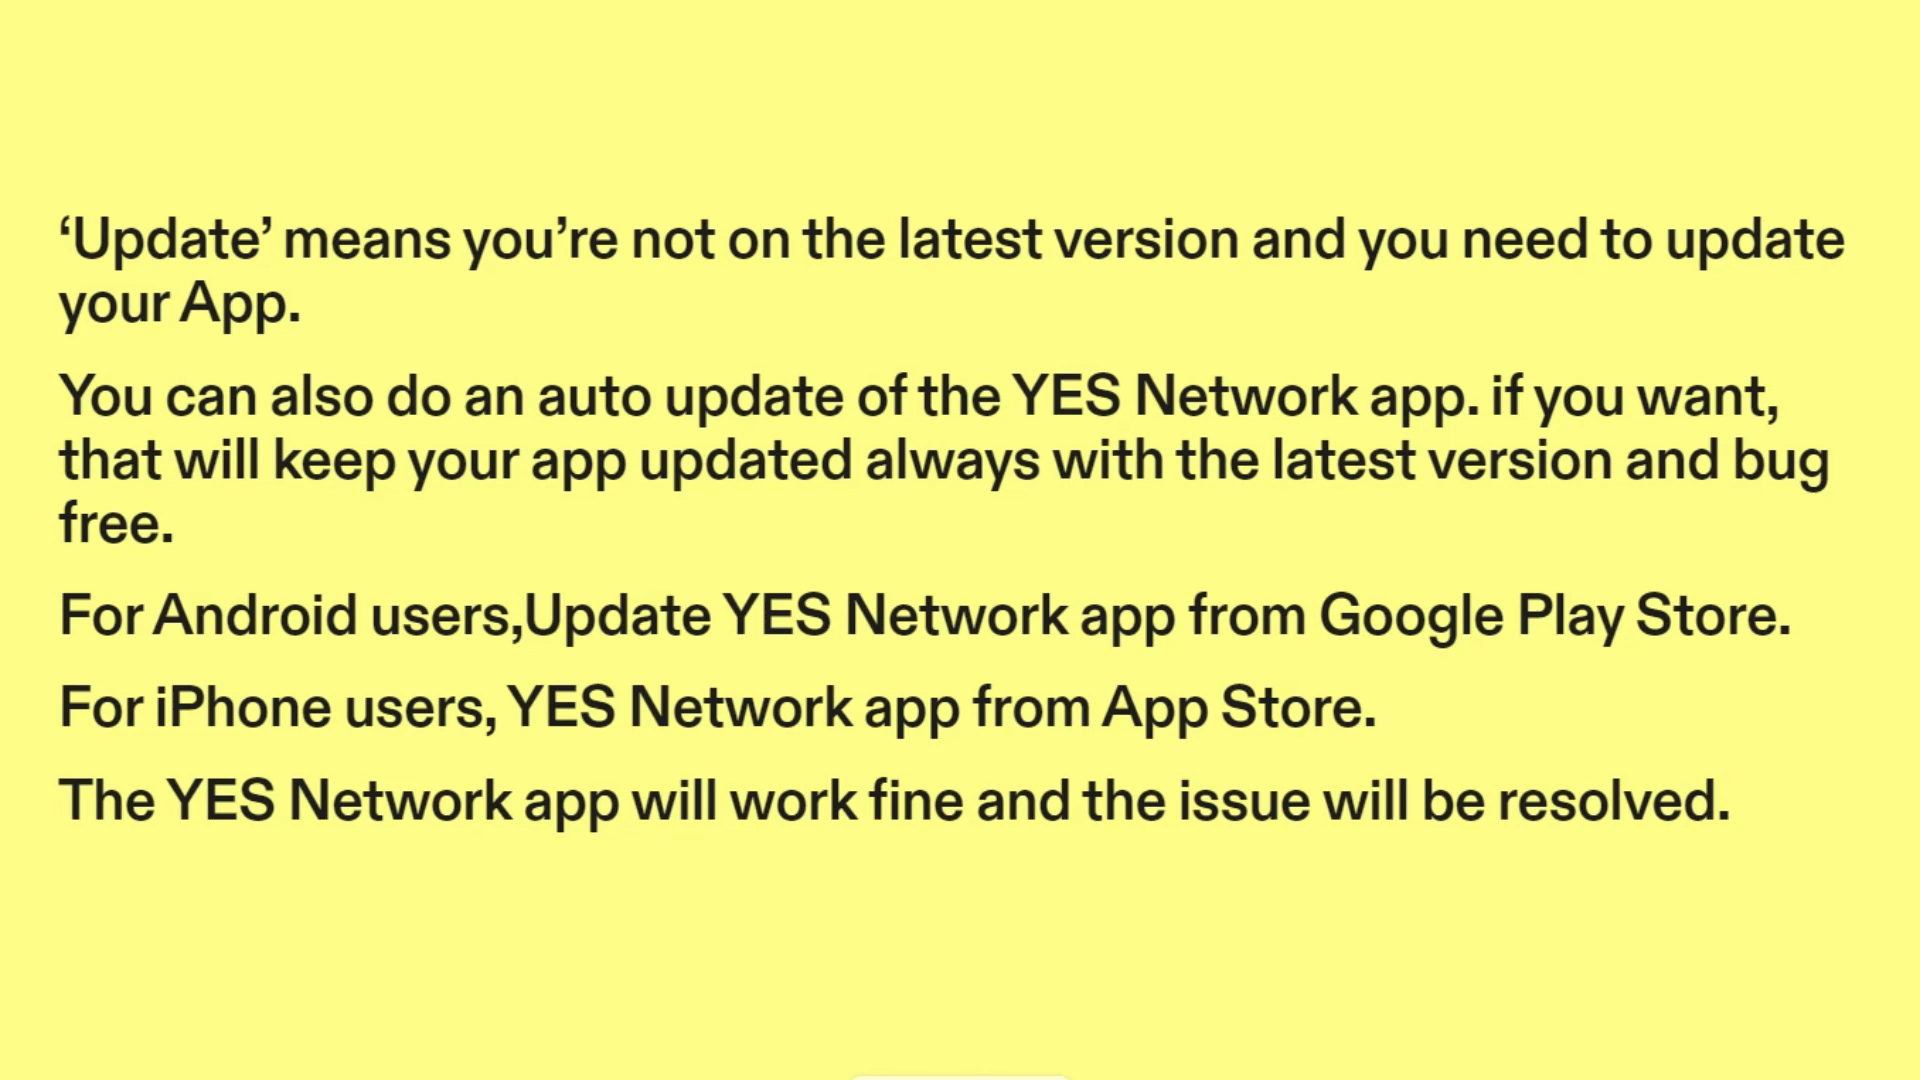 ‘Update’ means you’re not on the latest version and you need to update
your App.
You can also do an auto update of the YES Network app. if you want,
that will keep your app updated always with the latest version and bug
free.
For Android users,Update YES Network app from Google Play Store.
For iPhone users, YES Network app from App Store.
The YES Network app will work fine and the issue will be resolved.